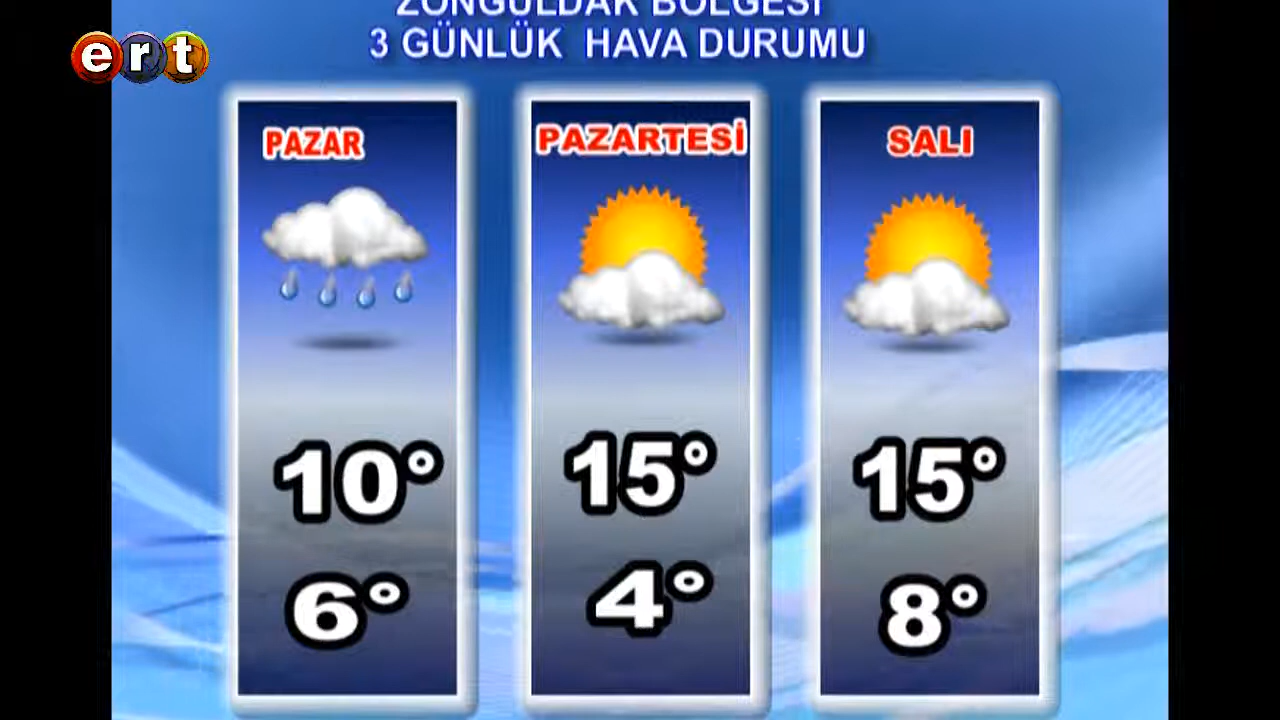 ZONGULDAK BÖLGESİ
3 GÜNLÜK HAVA DURUMU
ert
PAZAR
PAZARTESİ
SALI
10° 15° 15°
6° 4° 8°